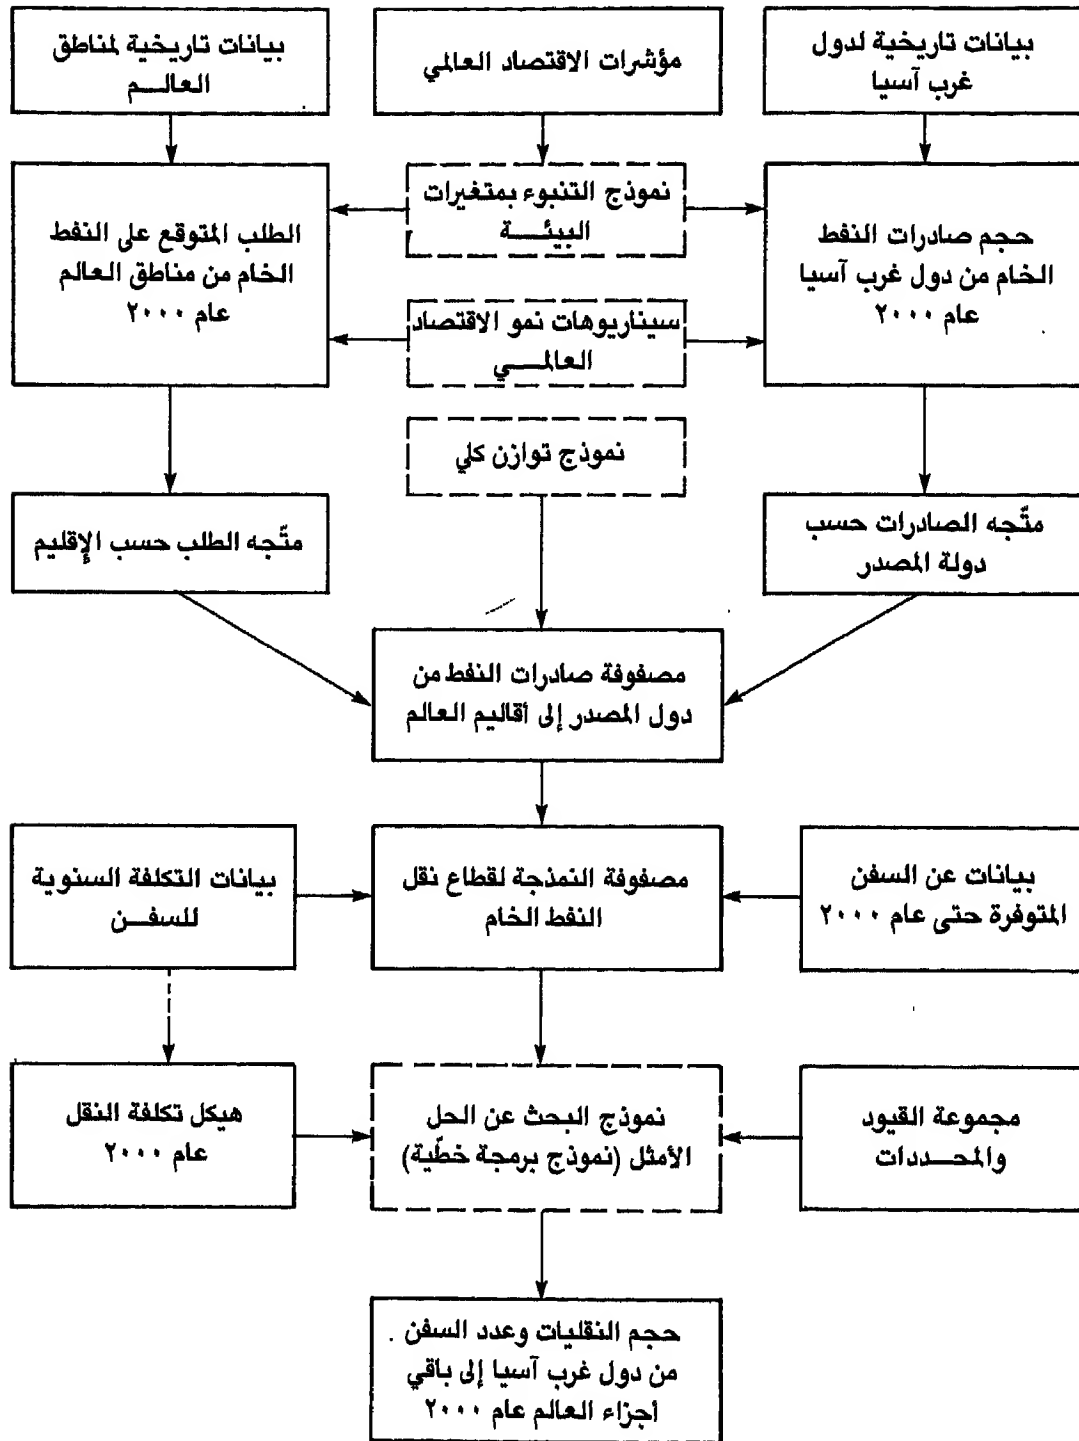 بيانات تاريخية لدول
غرب آسيا
مؤشرات الاقتصاد العالمي
بيانات تاريخية لمناطق
العالـــم
حجم صادرات النفط
الخام من دول غرب آسيا
عام ٢٠٠٠
نموذج التنبوء بمتغيرات
البيئـــة
الطلب المتوقع على النفط
الخام من مناطق العالم
عام ٢٠٠٠
سيناريوهات نمو الاقتصاد
العالمـــي
نموذج توازن كلي
متّجه الصادرات حسب
دولة المصدر
متّجه الطلب حسب الإقليم
مصفوفة صادرات النفط من
دول المصدر إلى أقاليم العالم
بيانات عن السفن
المتوفرة حتى عام ٢٠٠٠
مصفوفة النمذجة لقطاع نقل
النفط الخام
بيانات التكلفة السنوية
للسفـــن
مجموعة القيود
والمحـــددات
نموذج البحث عن الحل
الأمثل (نموذج برمجة خطّية)
هيكل تكلفة النقل
عام ٢٠٠٠
حجم النقليات وعدد السفن
من دول غرب آسيا إلى باقي
أجزاء العالم عام ٢٠٠٠